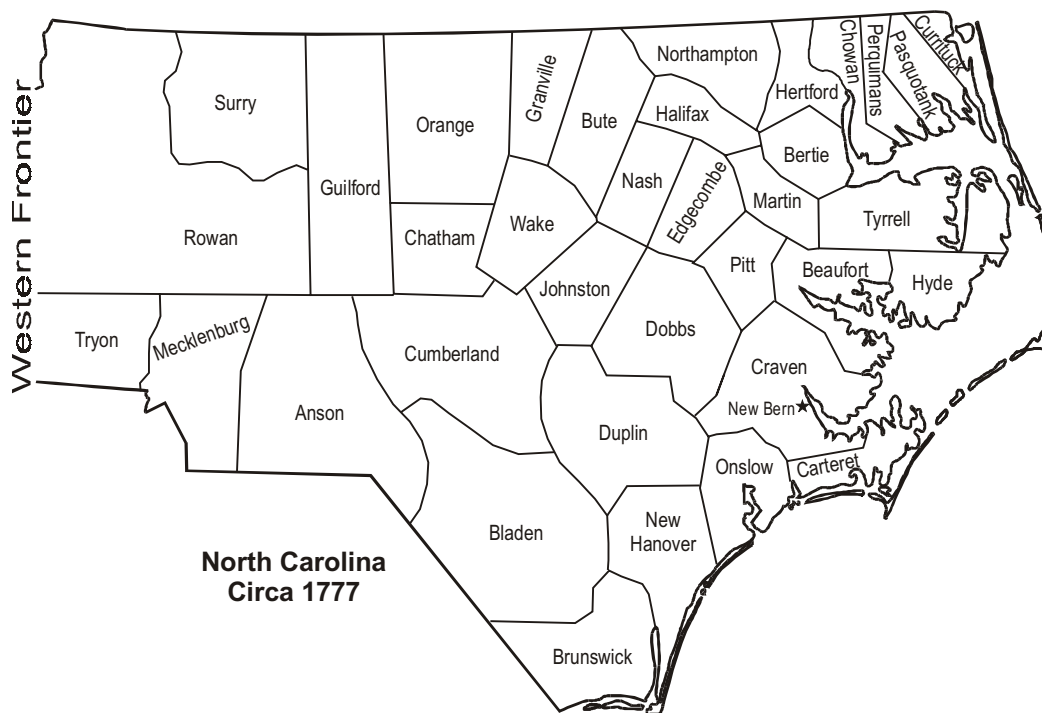 Western Frontier
Surry
Orange
Granville
Bute
Northampton
Halifax
Hertford
Chowan
Perquimans
Pasquotank
Currituck
Bertie
Guilford
Nash
Edgecombe
Martin
Rowan
Chatham
Wake
Tyrrell
Johnston
Pitt
Beaufort
Hyde
Tryon
Mecklenburg
Cumberland
Dobbs
Craven
New Bern
Anson
Duplin
Onslow
Carteret
Bladen
New
Hanover
Brunswick
North Carolina
Circa 1777